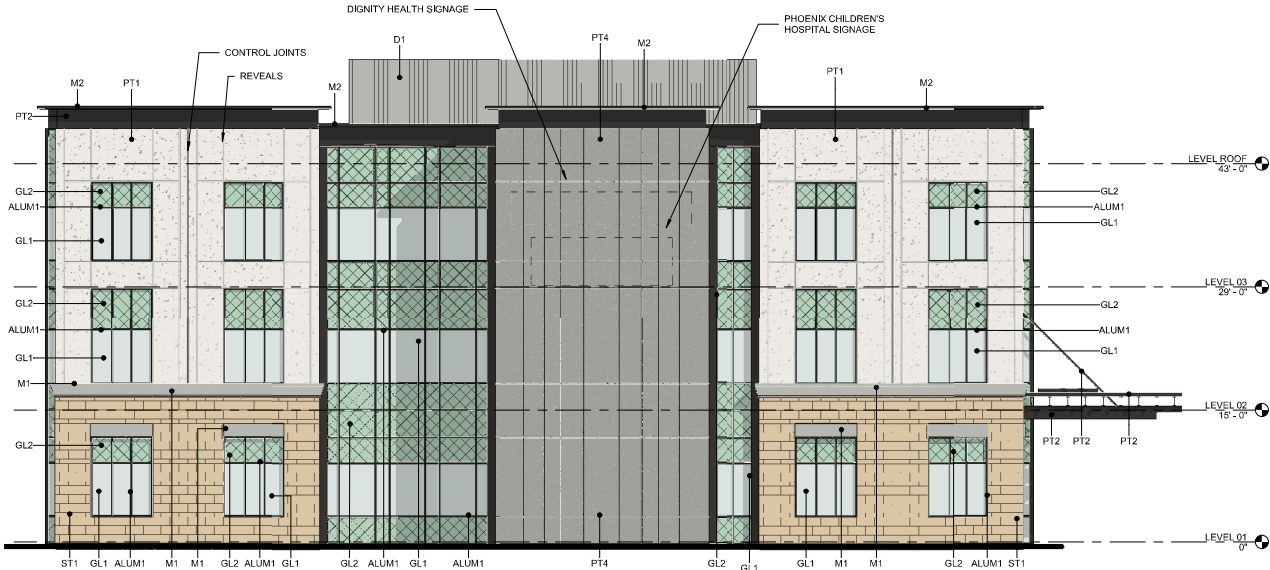 DIGNITY HEALTH SIGNAGE
PHOENIX CHILDREN'S
HOSPITAL SIGNAGE
CONTROL JOINTS
REVEALS
D1
PT4
M2
M2
PT1
M2
PT1
M2
PT2
LEVEL ROOF
43' - 0"
GL2
ALUM1
GL1
GL2
ALUM1
GL1
LEVEL 03
29' - 0"
GL2
ALUM1
GL1
GL2
ALUM1
GL1
M1
LEVEL 02
15' - 0"
GL2
PT2
PT2
PT2
LEVEL 01
0"
ST1
GL1
ALUM1
M1
M1
GL2
ALUM1
GL1
GL2
ALUM1
GL1
ALUM1
PT4
GL2
GL1
GL1
M1
M1
GL2
ALUM1
ST1